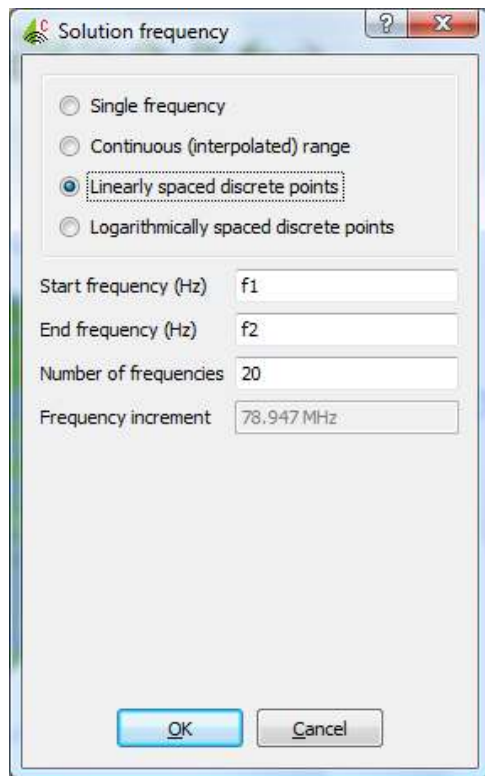 Solution frequency
Single frequency
Continuous (interpolated) range
Linearly spaced discrete points
Logarithmically spaced discrete points
Start frequency (Hz) f1
End frequency (Hz) f2
Number of frequencies 20
Frequency increment 78.947 MHz
OK Cancel